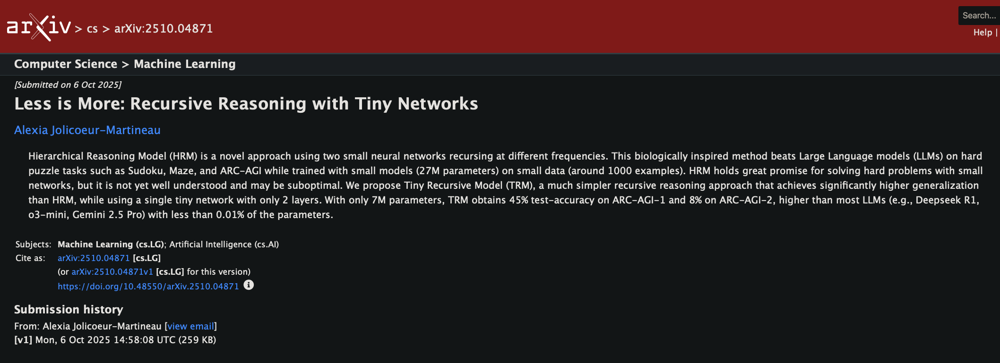 arXiv > cs > arXiv:2510.04871
Search...
Help |
Computer Science > Machine Learning
[Submitted on 6 Oct 2025]
Less is More: Recursive Reasoning with Tiny Networks
Alexia Jolicoeur-Martineau
Hierarchical Reasoning Model (HRM) is a novel approach using two small neural networks recursing at different frequencies. This biologically inspired method beats Large Language models (LLMs) on hard
puzzle tasks such as Sudoku, Maze, and ARC-AGI while trained with small models (27M parameters) on small data (around 1000 examples). HRM holds great promise for solving hard problems with small
networks, but it is not yet well understood and may be suboptimal. We propose Tiny Recursive Model (TRM), a much simpler recursive reasoning approach that achieves significantly higher generalization
than HRM, while using a single tiny network with only 2 layers. With only 7M parameters, TRM obtains 45% test-accuracy on ARC-AGI-1 and 8% on ARC-AGI-2, higher than most LLMs (e.g., Deepseek R1,
o3-mini, Gemini 2.5 Pro) with less than 0.01% of the parameters.
Subjects: Machine Learning (cs.LG); Artificial Intelligence (cs.AI)
Cite as: arXiv:2510.04871 [cs.LG]
(or arXiv:2510.04871v1 [cs.LG] for this version)
https://doi.org/10.48550/arXiv.2510.04871
Submission history
From: Alexia Jolicoeur-Martineau [view email]
[v1] Mon, 6 Oct 2025 14:58:08 UTC (259 KB)